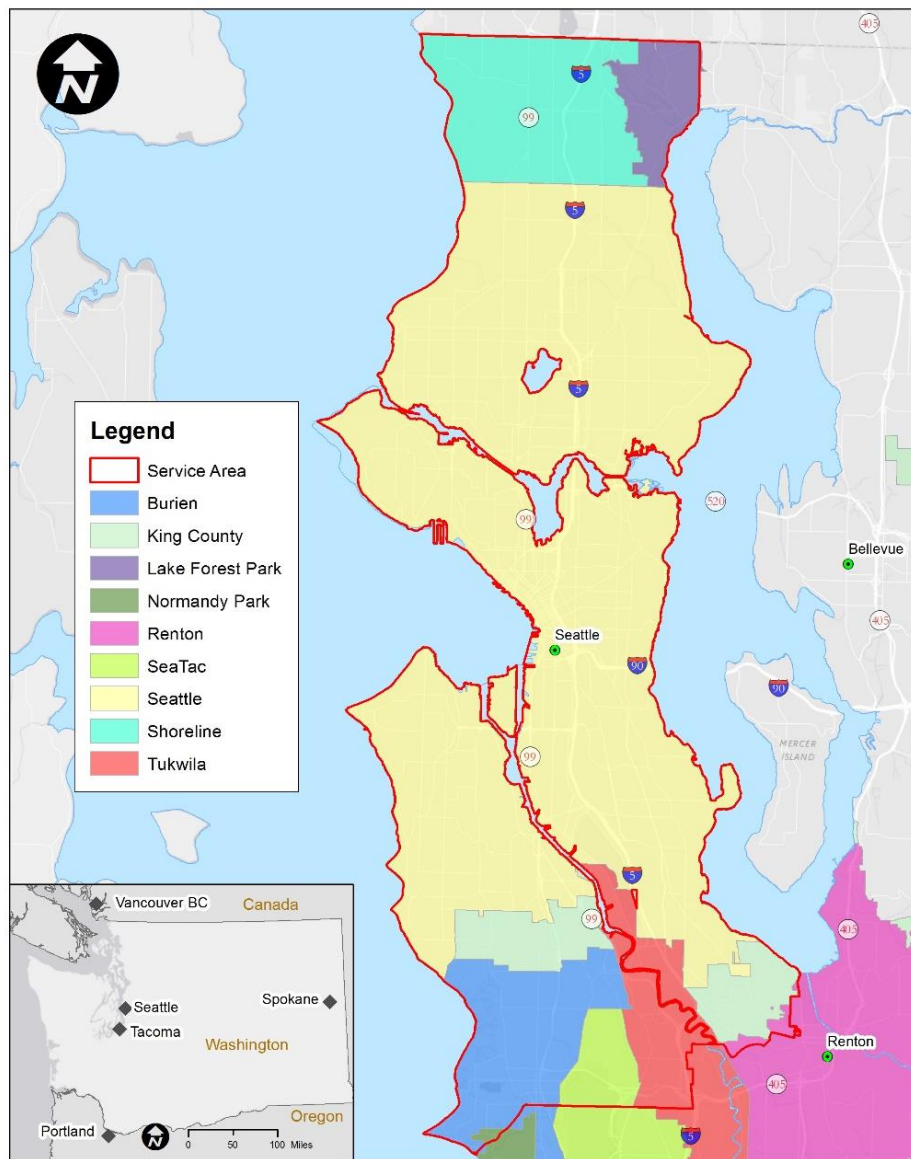 N
405
5
99
5
5
Legend
Service Area
Burien
King County
Lake Forest Park
Normandy Park
Renton
SeaTac
Seattle
Shoreline
Tukwila
520
99
Bellevue
405
Seattle
90
90
MERCER
ISLAND
99
5
99
405
Renton
405
5
Vancouver BC
Canada
Seattle
Spokane
Tacoma
Washington
Oregon
Portland
N
0 50 100 Miles